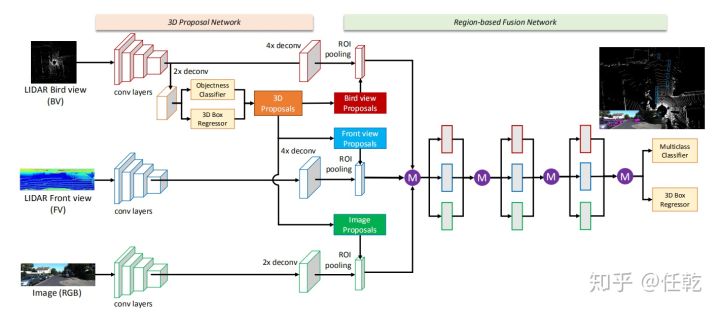 3D Proposal Network
Region-based Fusion Network
LIDAR Bird view
(BV)
conv layers
2x deconv
4x deconv
ROI
pooling
Objectness
Classifier
3D Box
Regressor
3D
Proposals
Bird view
Proposals
Front view
Proposals
LIDAR Front view
(FV)
conv layers
4x deconv
ROI
pooling
Image
Proposals
Image (RGB)
conv layers
2x deconv
ROI
pooling
M
M
M
M
Multiclass
Classifier
3D Box
Regressor
知乎 @任乾